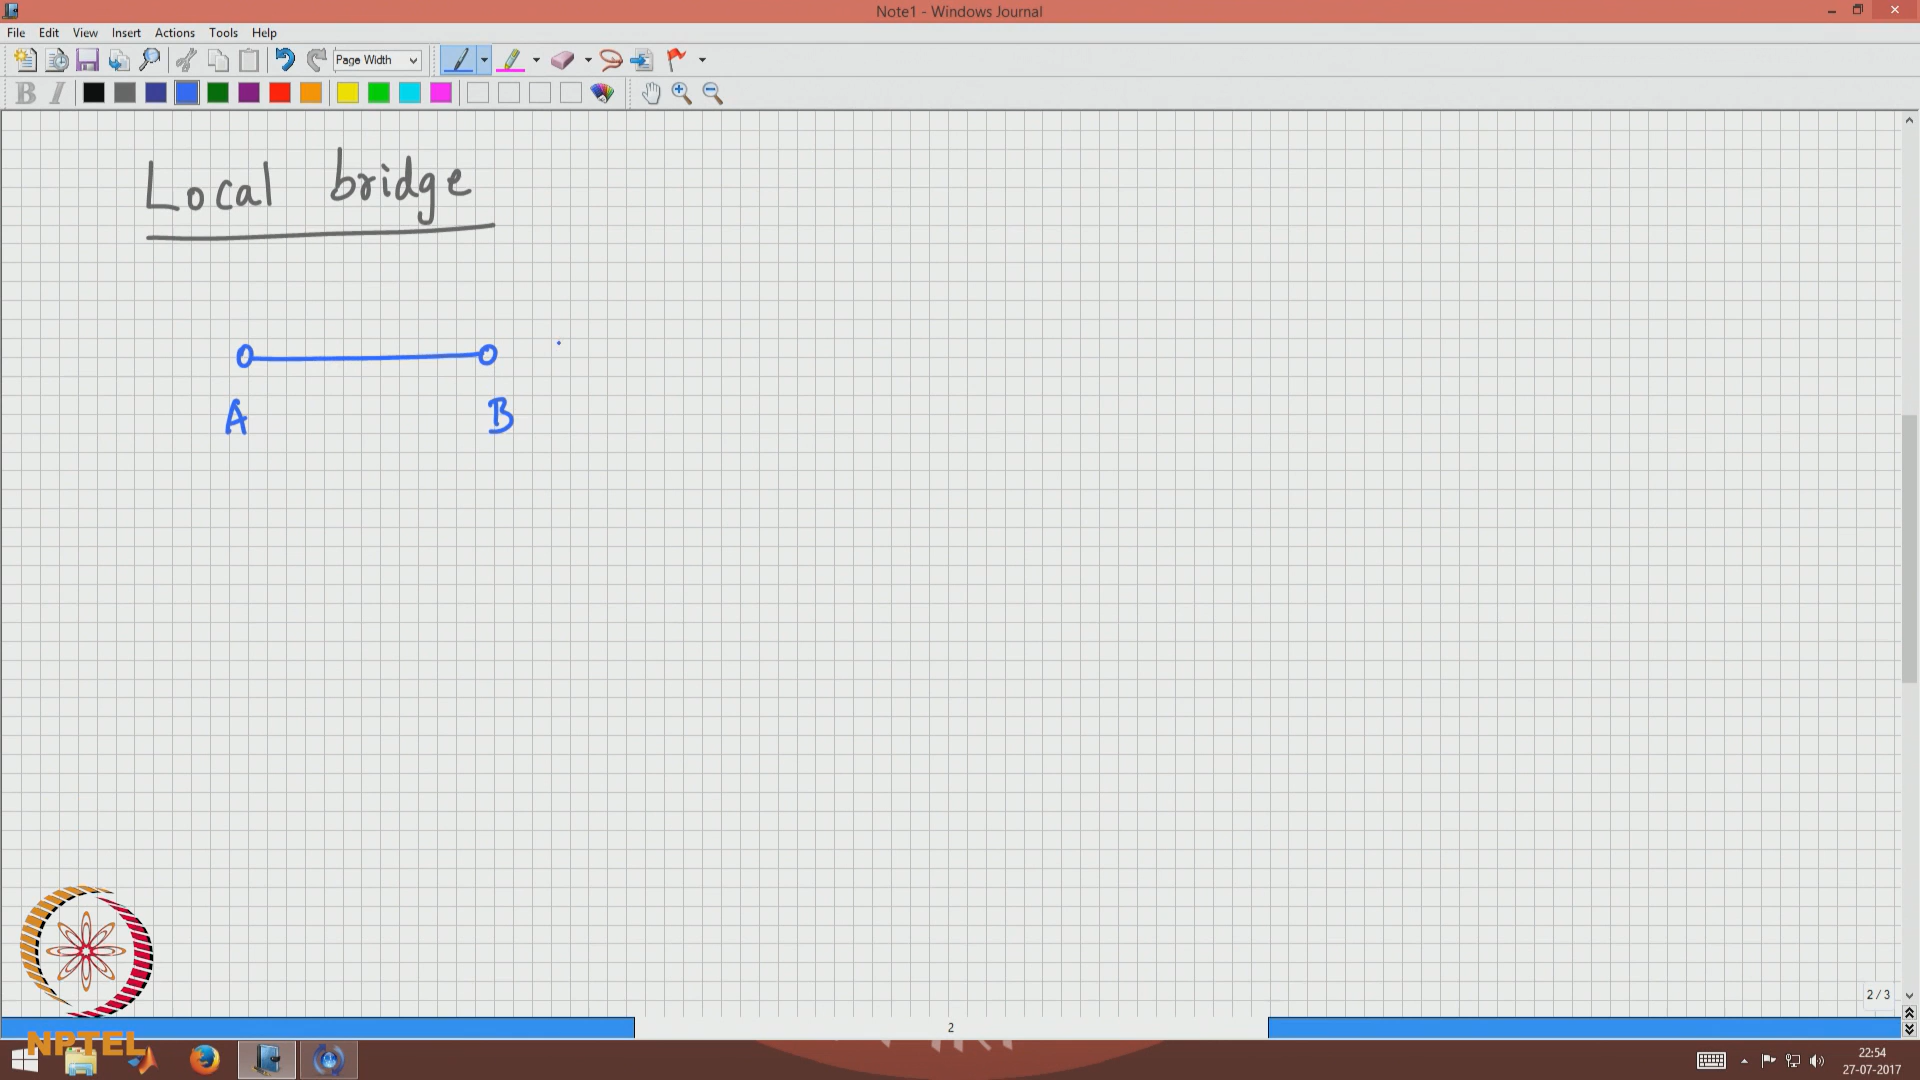 Note1 - Windows Journal
File Edit View Insert Actions Tools Help
Page Width
B I
Local bridge
A B
2 / 3
2
NPTEL
22:54
27-07-2017